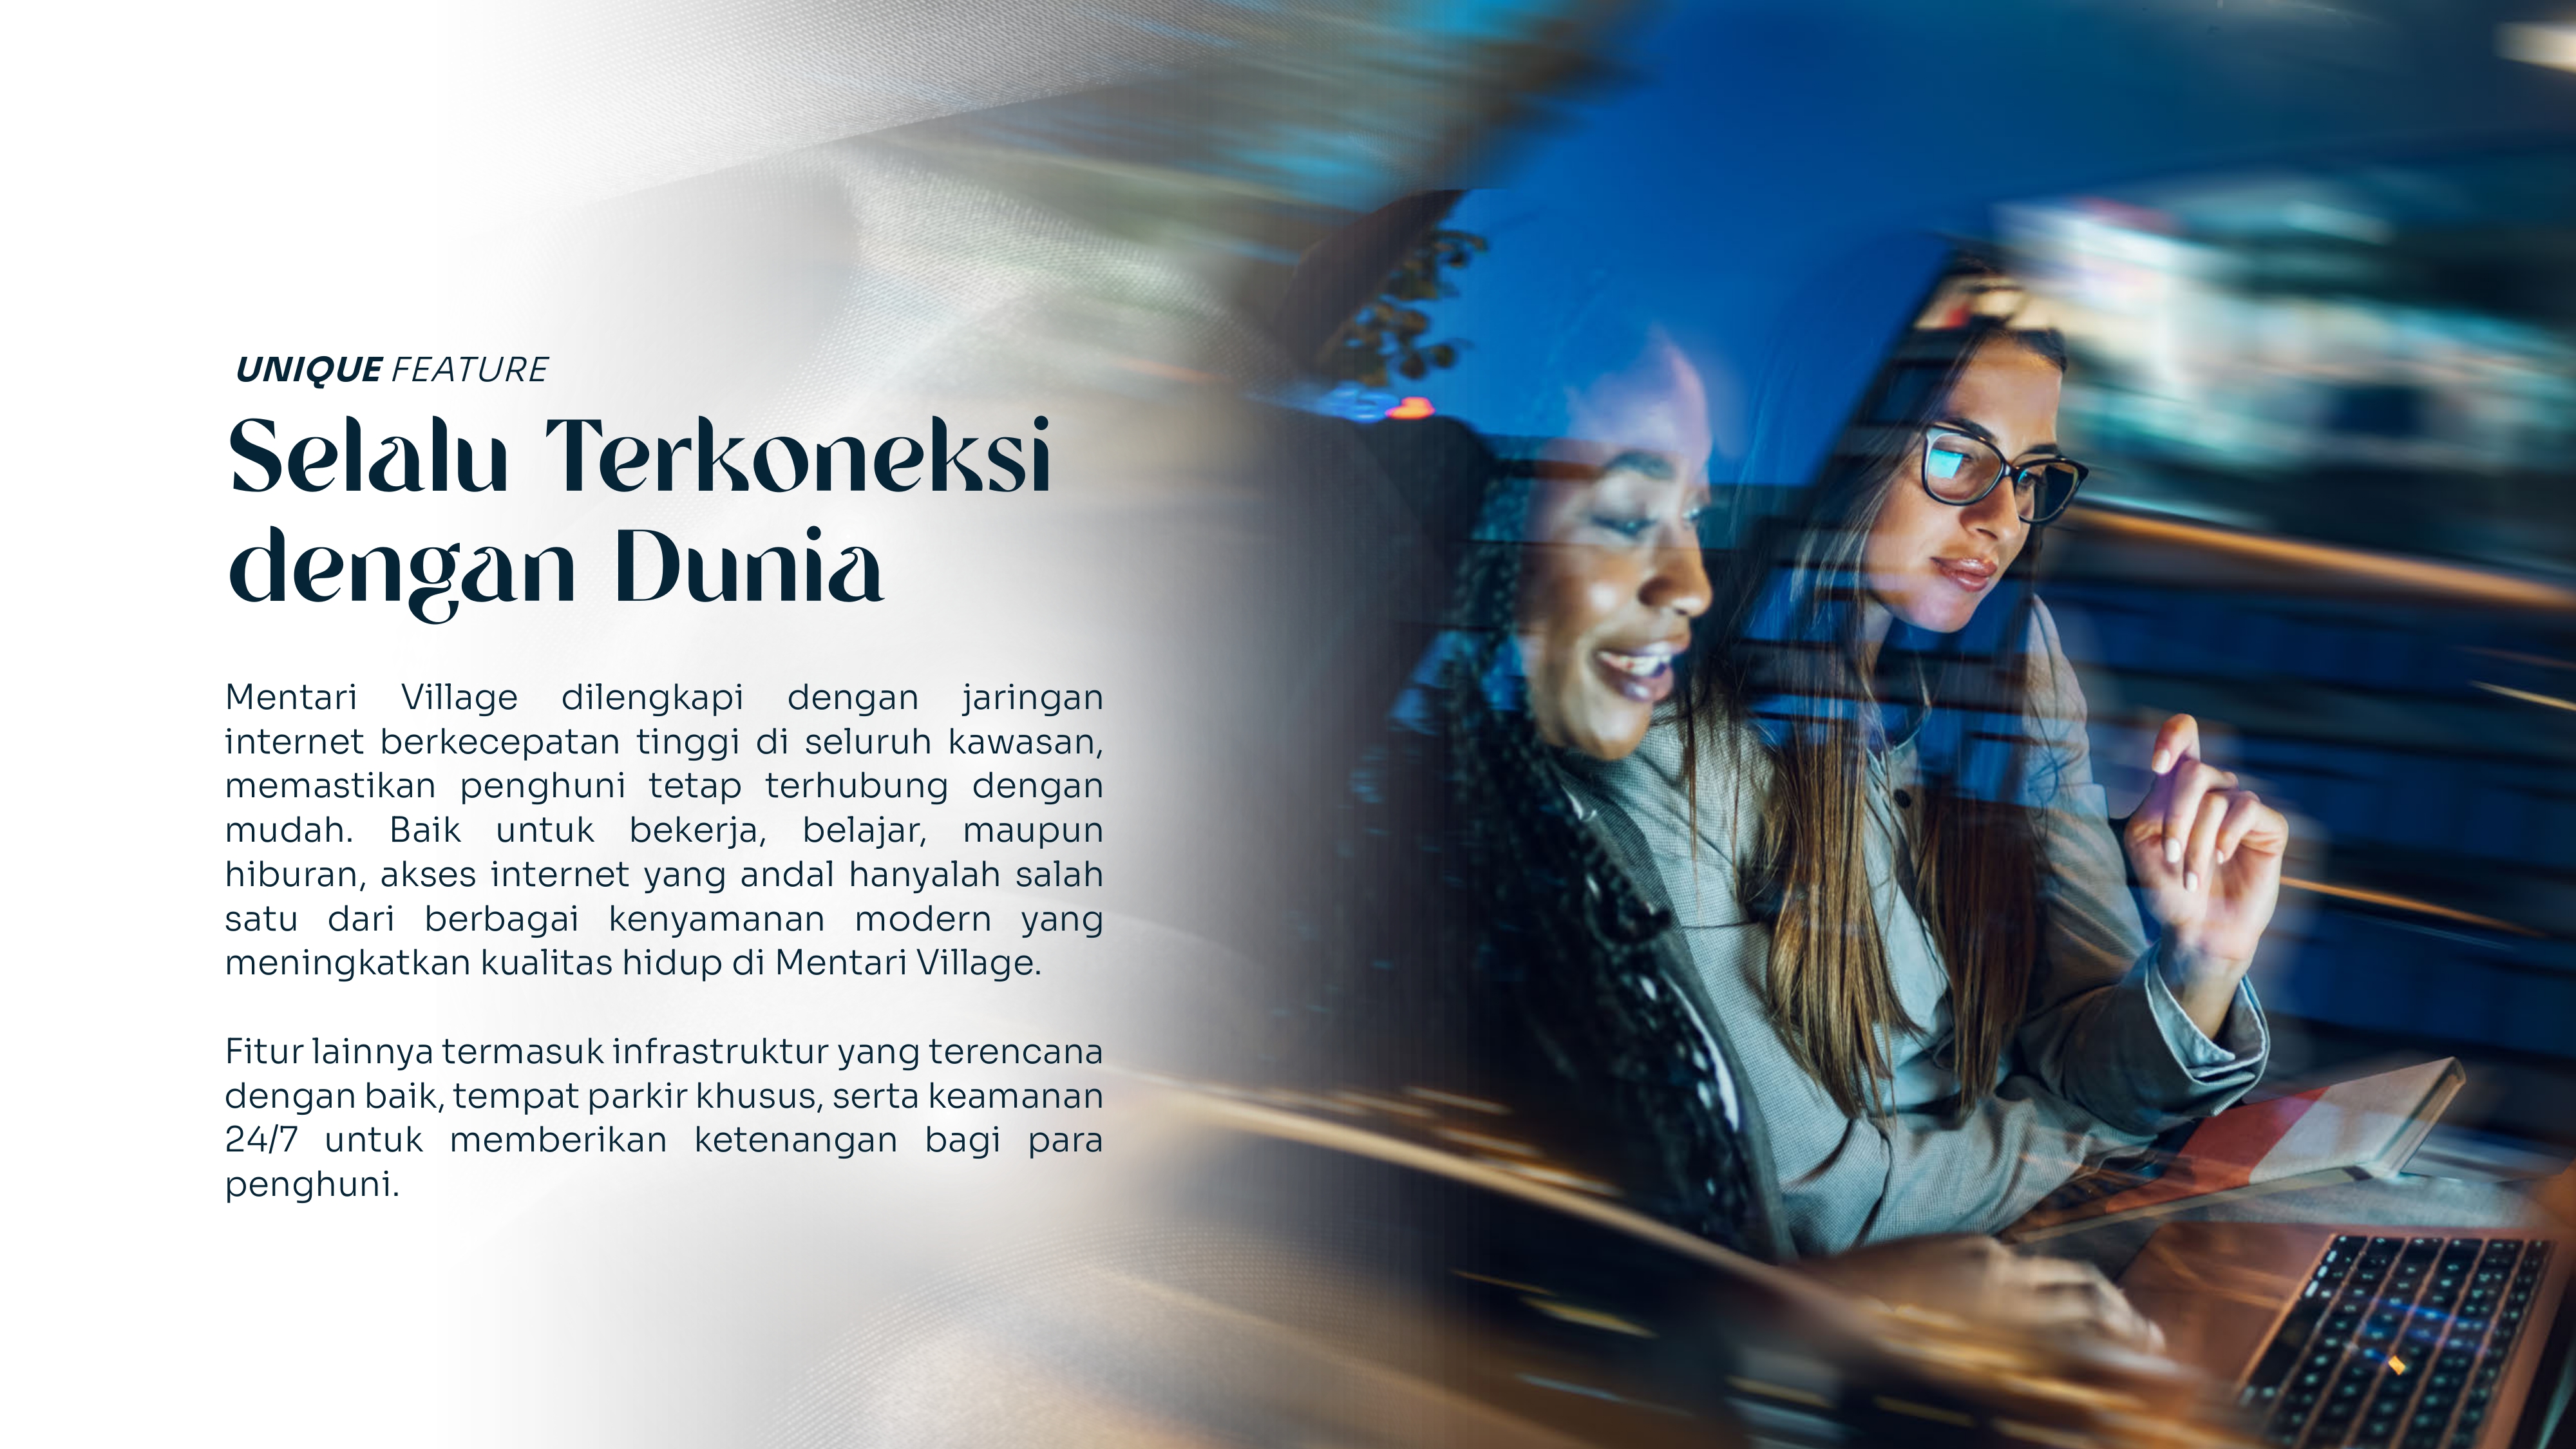 UNIQUE FEATURE
Selalu Terkoneksi
dengan Dunia
Mentari Village dilengkapi dengan jaringan
internet berkecepatan tinggi di seluruh kawasan,
memastikan penghuni tetap terhubung dengan
mudah. Baik untuk bekerja, belajar, maupun
hiburan, akses internet yang andal hanyalah salah
satu dari berbagai kenyamanan modern yang
meningkatkan kualitas hidup di Mentari Village.
Fitur lainnya termasuk infrastruktur yang terencana
dengan baik, tempat parkir khusus, serta keamanan
24/7 untuk memberikan ketenangan bagi para
penghuni.